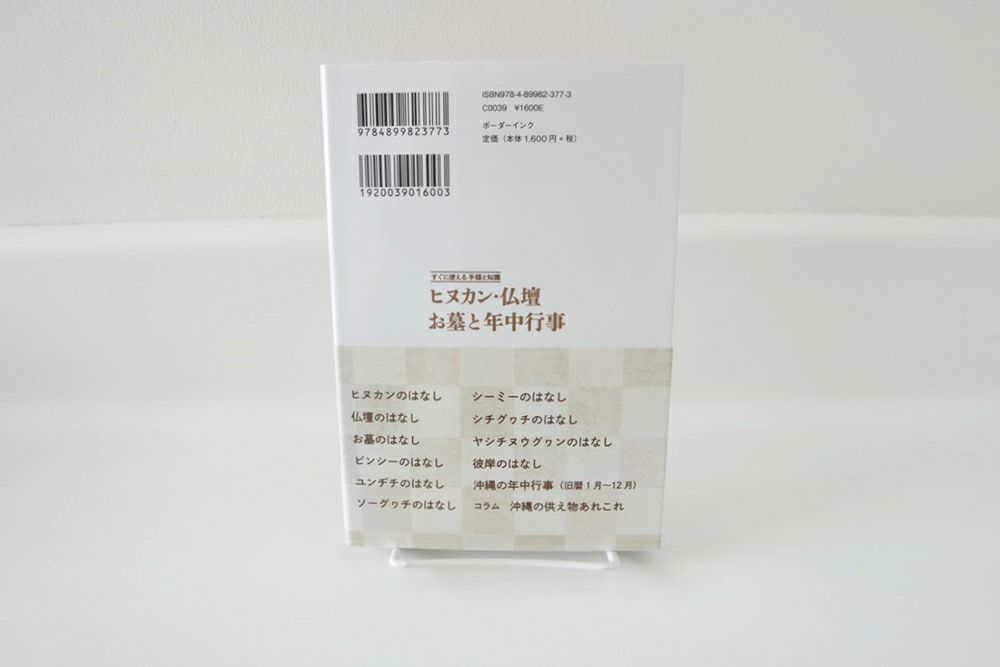 ISBN978-4-89982-377-3
C0039 ¥1600E
ボーダーインク
定価（本体1,600円+税）
9784899823773
1920039016003
すぐに使える手順と知識
ヒヌカン・仏壇
お墓と年中行事
ヒヌカンのはなし
仏壇のはなし
お墓のはなし
ビンシーのはなし
ユンヂチのはなし
ソーグヮチのはなし
シーミーのはなし
シチグヮチのはなし
ヤシチヌウグヮンのはなし
彼岸のはなし
沖縄の年中行事（旧暦1月〜12月）
コラム 沖縄の供え物あれこれ